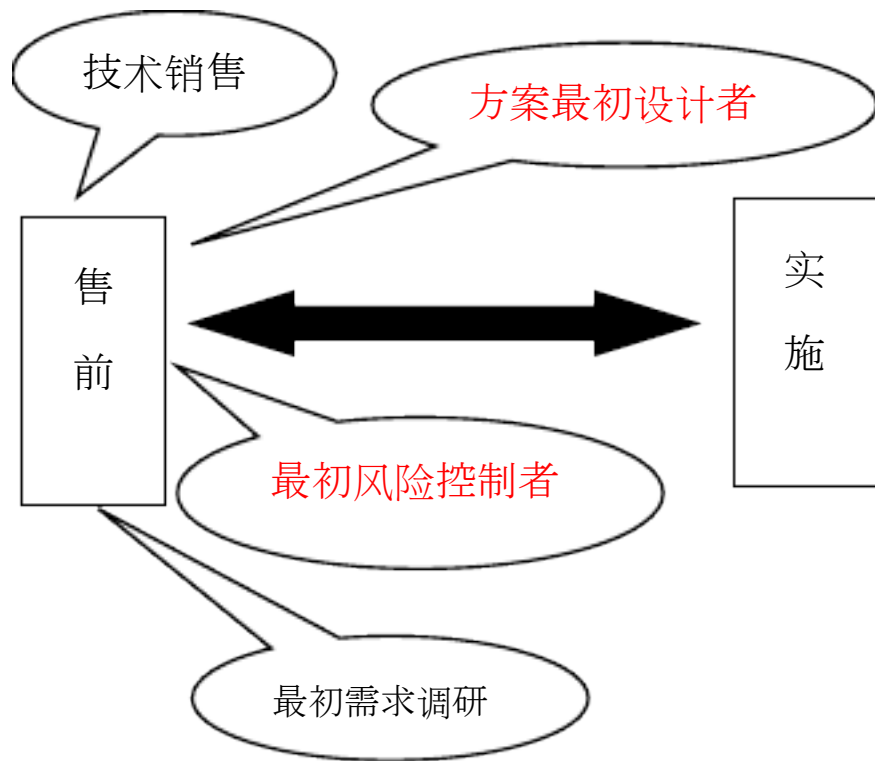 技术销售
方案最初设计者
售
前
实
施
最初风险控制者
最初需求调研